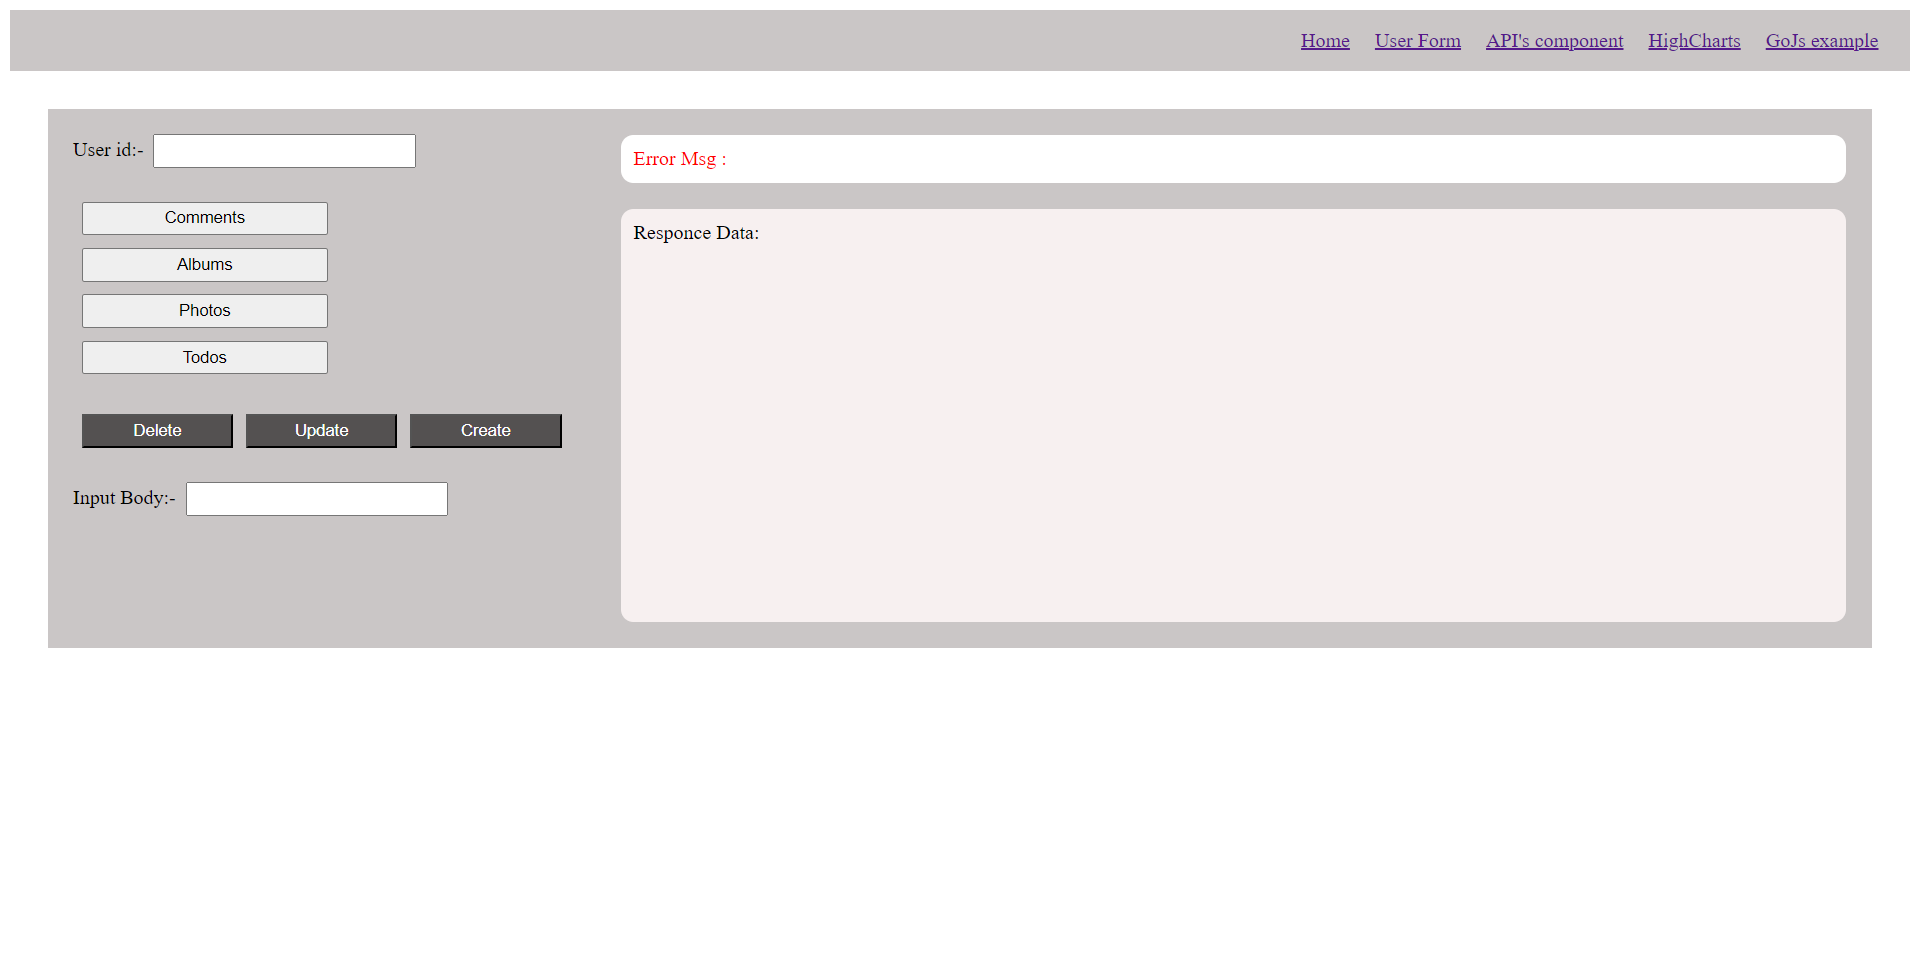 Home User Form API's component HighCharts GoJs example
User id:-
Comments
Albums
Photos
Todos
Delete Update Create
Input Body:-
Error Msg :
Responce Data: